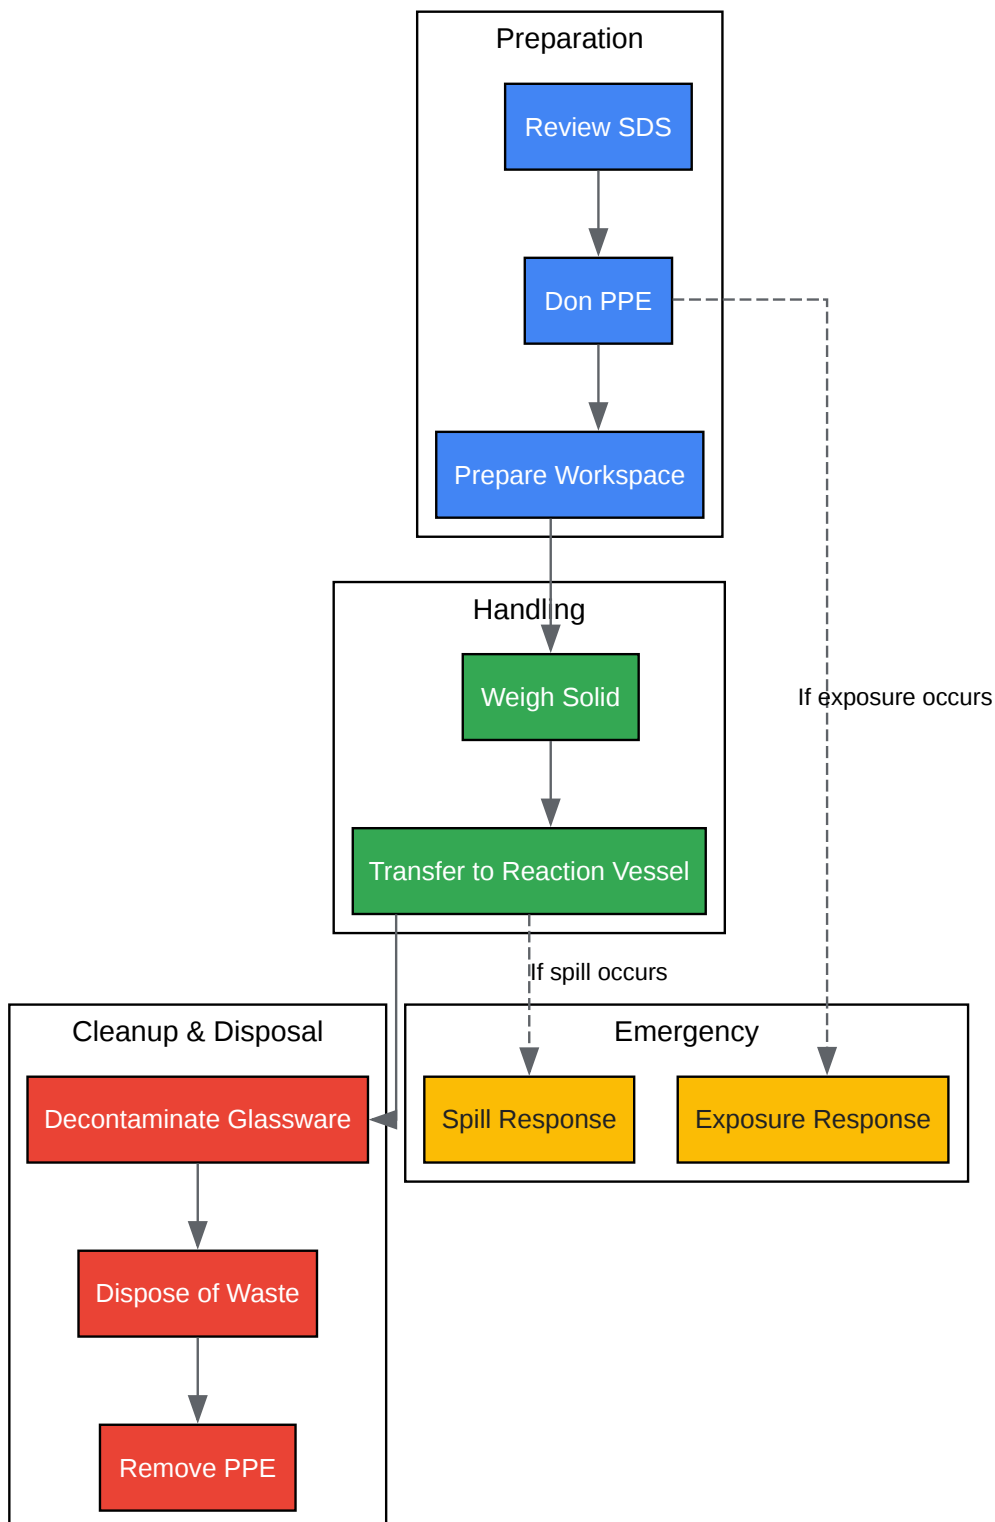 Preparation
Review SDS
Don PPE
Prepare Workspace
Handling
Weigh Solid
If exposure occurs
Transfer to Reaction Vessel
If spill occurs
Cleanup & Disposal
Emergency
Decontaminate Glassware
Spill Response
Exposure Response
Dispose of Waste
Remove PPE